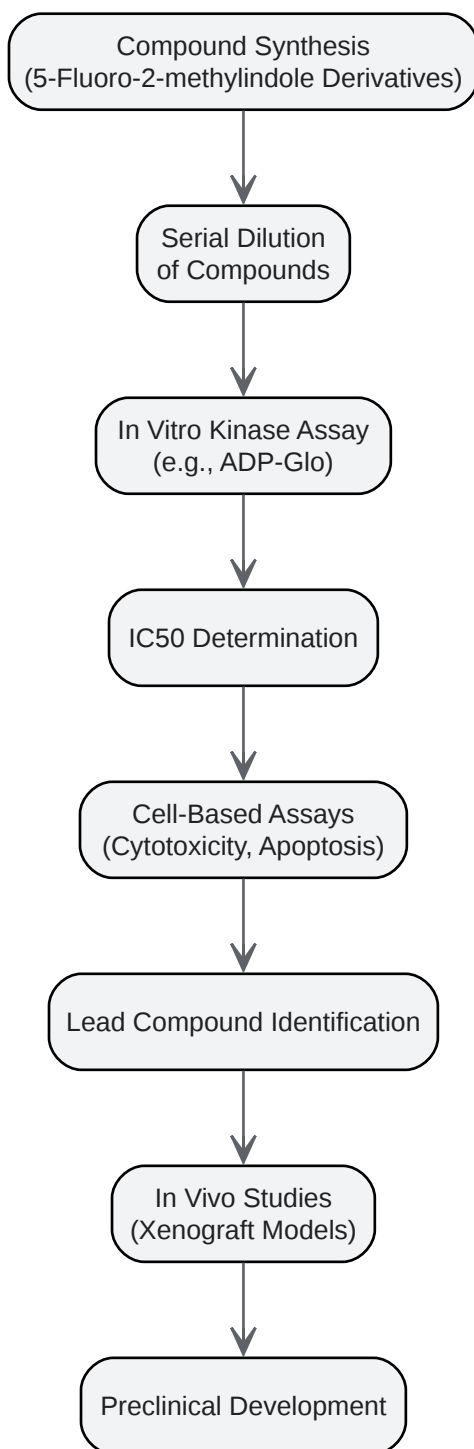 Compound Synthesis
(5-Fluoro-2-methylindole Derivatives)
Serial Dilution
of Compounds
In Vitro Kinase Assay
(e.g., ADP-Glo)
IC50 Determination
Cell-Based Assays
(Cytotoxicity, Apoptosis)
Lead Compound Identification
In Vivo Studies
(Xenograft Models)
Preclinical Development